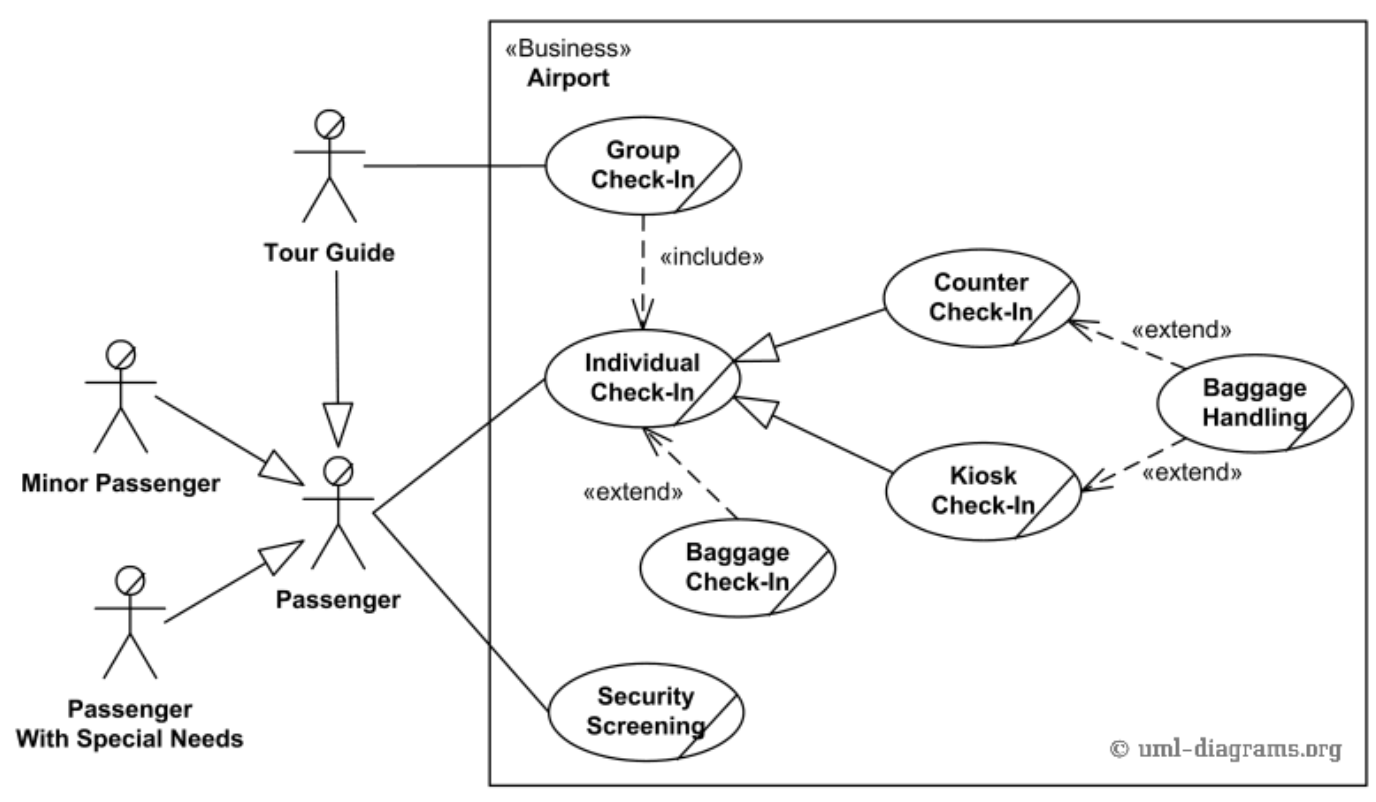 «Business»
Airport
Group
Check-In
Tour Guide
«include»
Counter
Check-In
«extend»
Individual
Check-In
Baggage
Handling
Minor Passenger
«extend»
Kiosk
Check-In
«extend»
Baggage
Check-In
Passenger
Passenger
With Special Needs
Security
Screening
© uml-diagrams.org